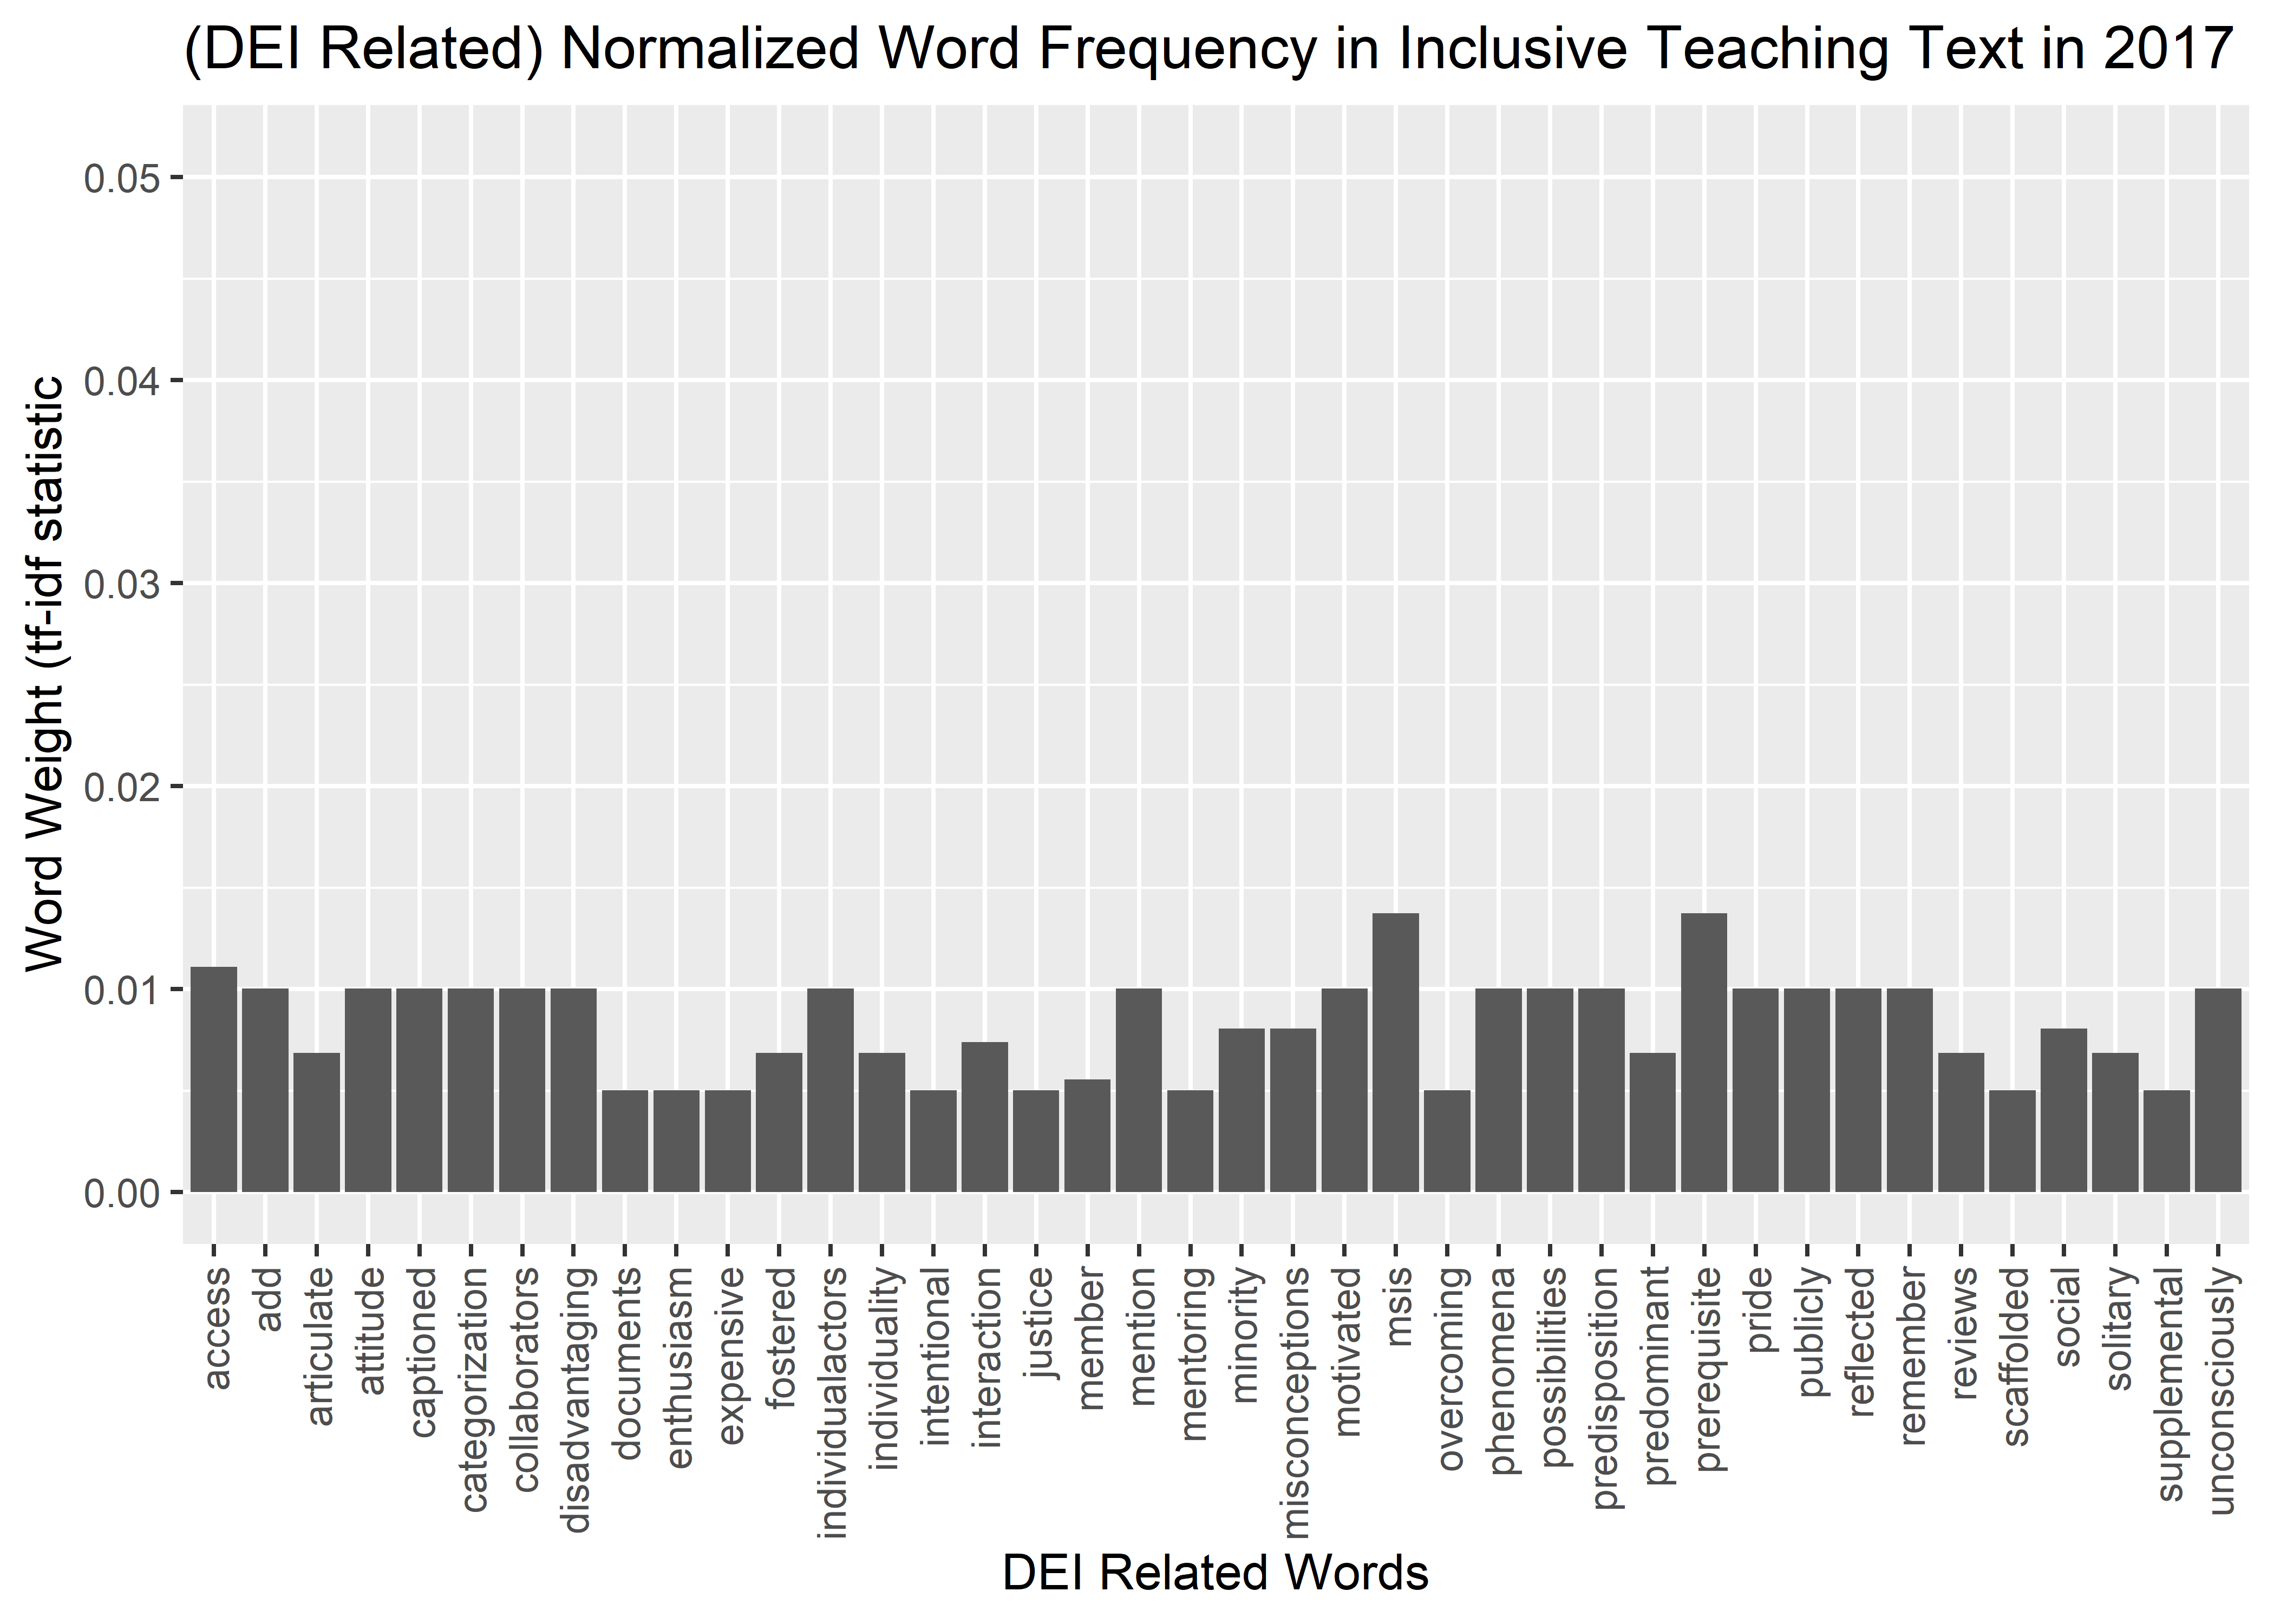 (DEI Related) Normalized Word Frequency in Inclusive Teaching Text in 2017
Word Weight (tf-idf statistic
0.05
0.04
0.03
0.02
0.01
0.00
access
add
articulate
attitude
captioned
categorization
collaborators
disadvantaging
documents
enthusiasm
expensive
fostered
individualactors
individuality
intentional
interaction
justice
member
mention
mentoring
minority
misconceptions
motivated
msis
overcoming
phenomena
possibilities
predisposition
predominant
prerequisite
pride
publicly
reflected
remember
reviews
scaffolded
social
solitary
supplemental
unconsciously
DEI Related Words